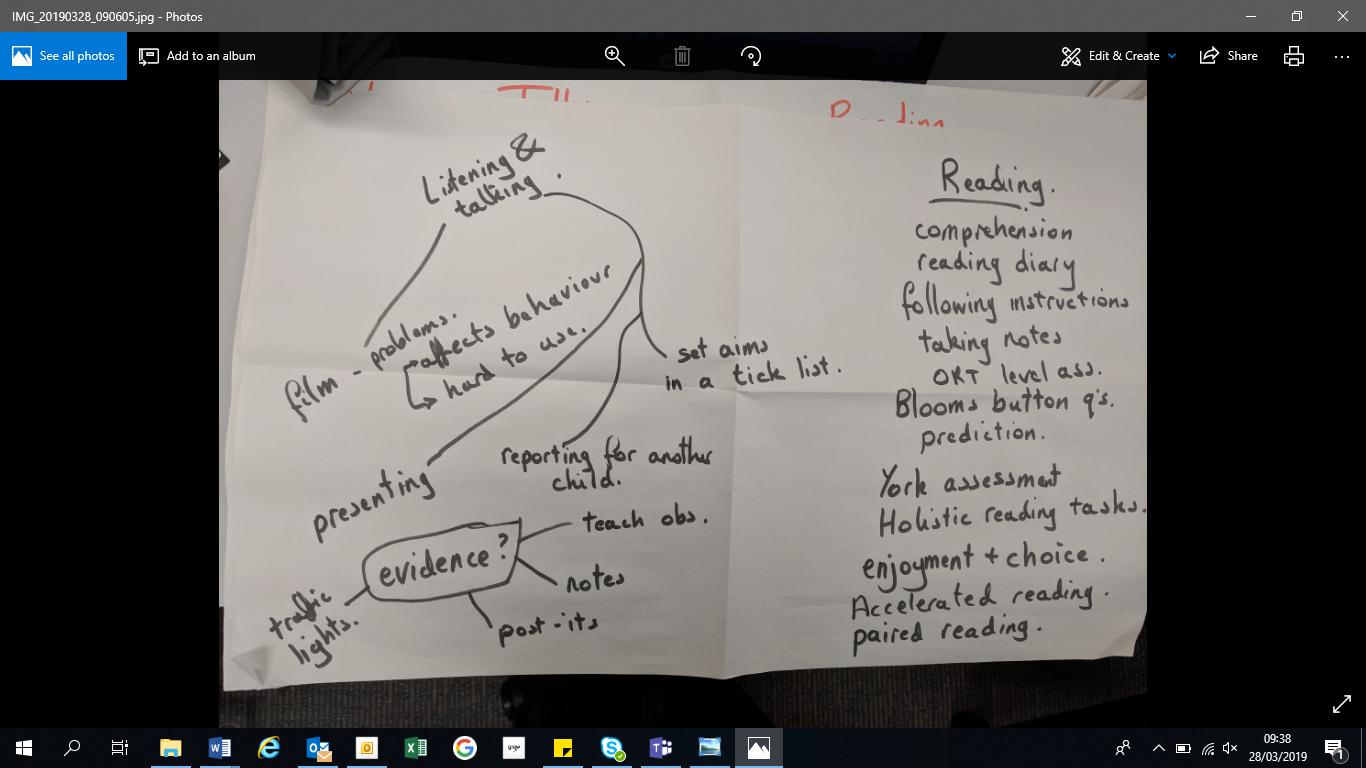 IMG_20190328_090605.jpg - Photos
See all photos
Add to an album
Edit & Create
Share
Reading
Listening &
talking.
film - problems.
affects behaviour
hard to use.
set aims
in a tick list.
reporting for another
child.
presenting
evidence?
teach obs.
notes
post-its
traffic
lights.
Reading.
comprehension
reading diary
following instructions
taking notes
ORT level ass.
Blooms button q's.
prediction.
York assessment
Holistic reading tasks.
enjoyment + choice.
Accelerated reading.
paired reading.
09:38
28/03/2019
1